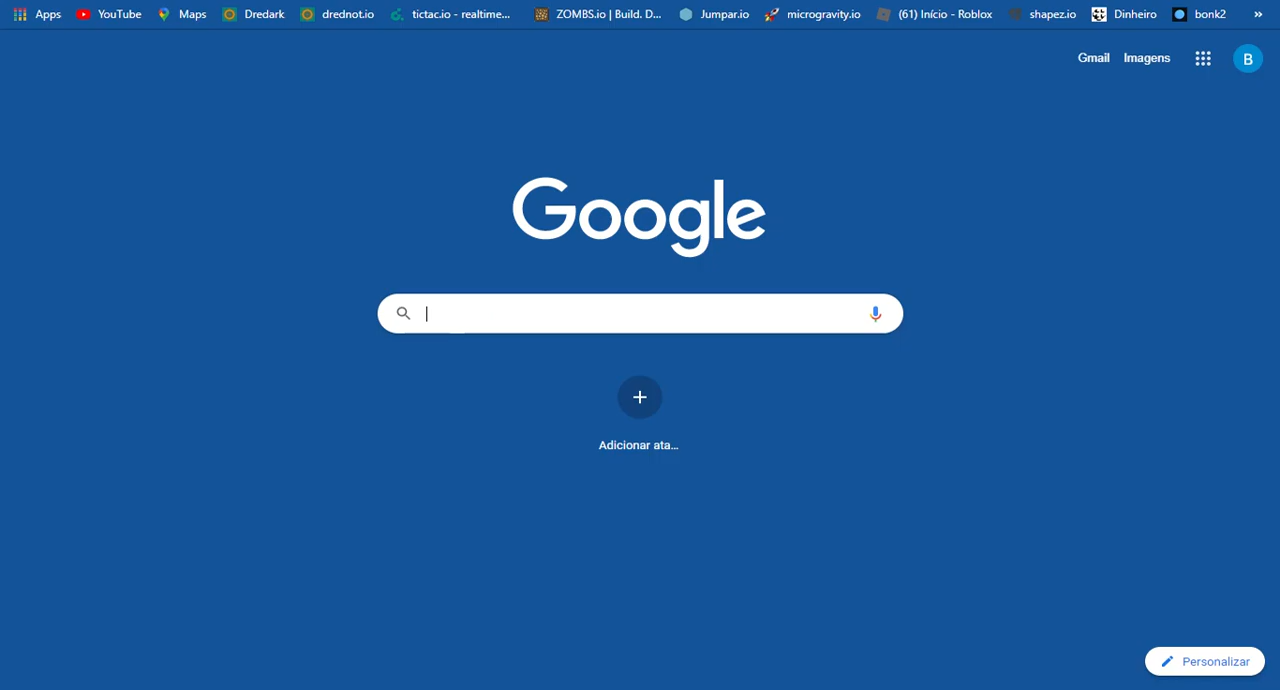 Apps YouTube Maps Dredark drednot.io tictac.io - realtime... ZOMBS.io | Build. D... Jumpar.io microgravity.io (61) Início - Roblox shapez.io Dinheiro bonk2 »
Gmail Imagens B
Google
Adicionar ata...
Personalizar